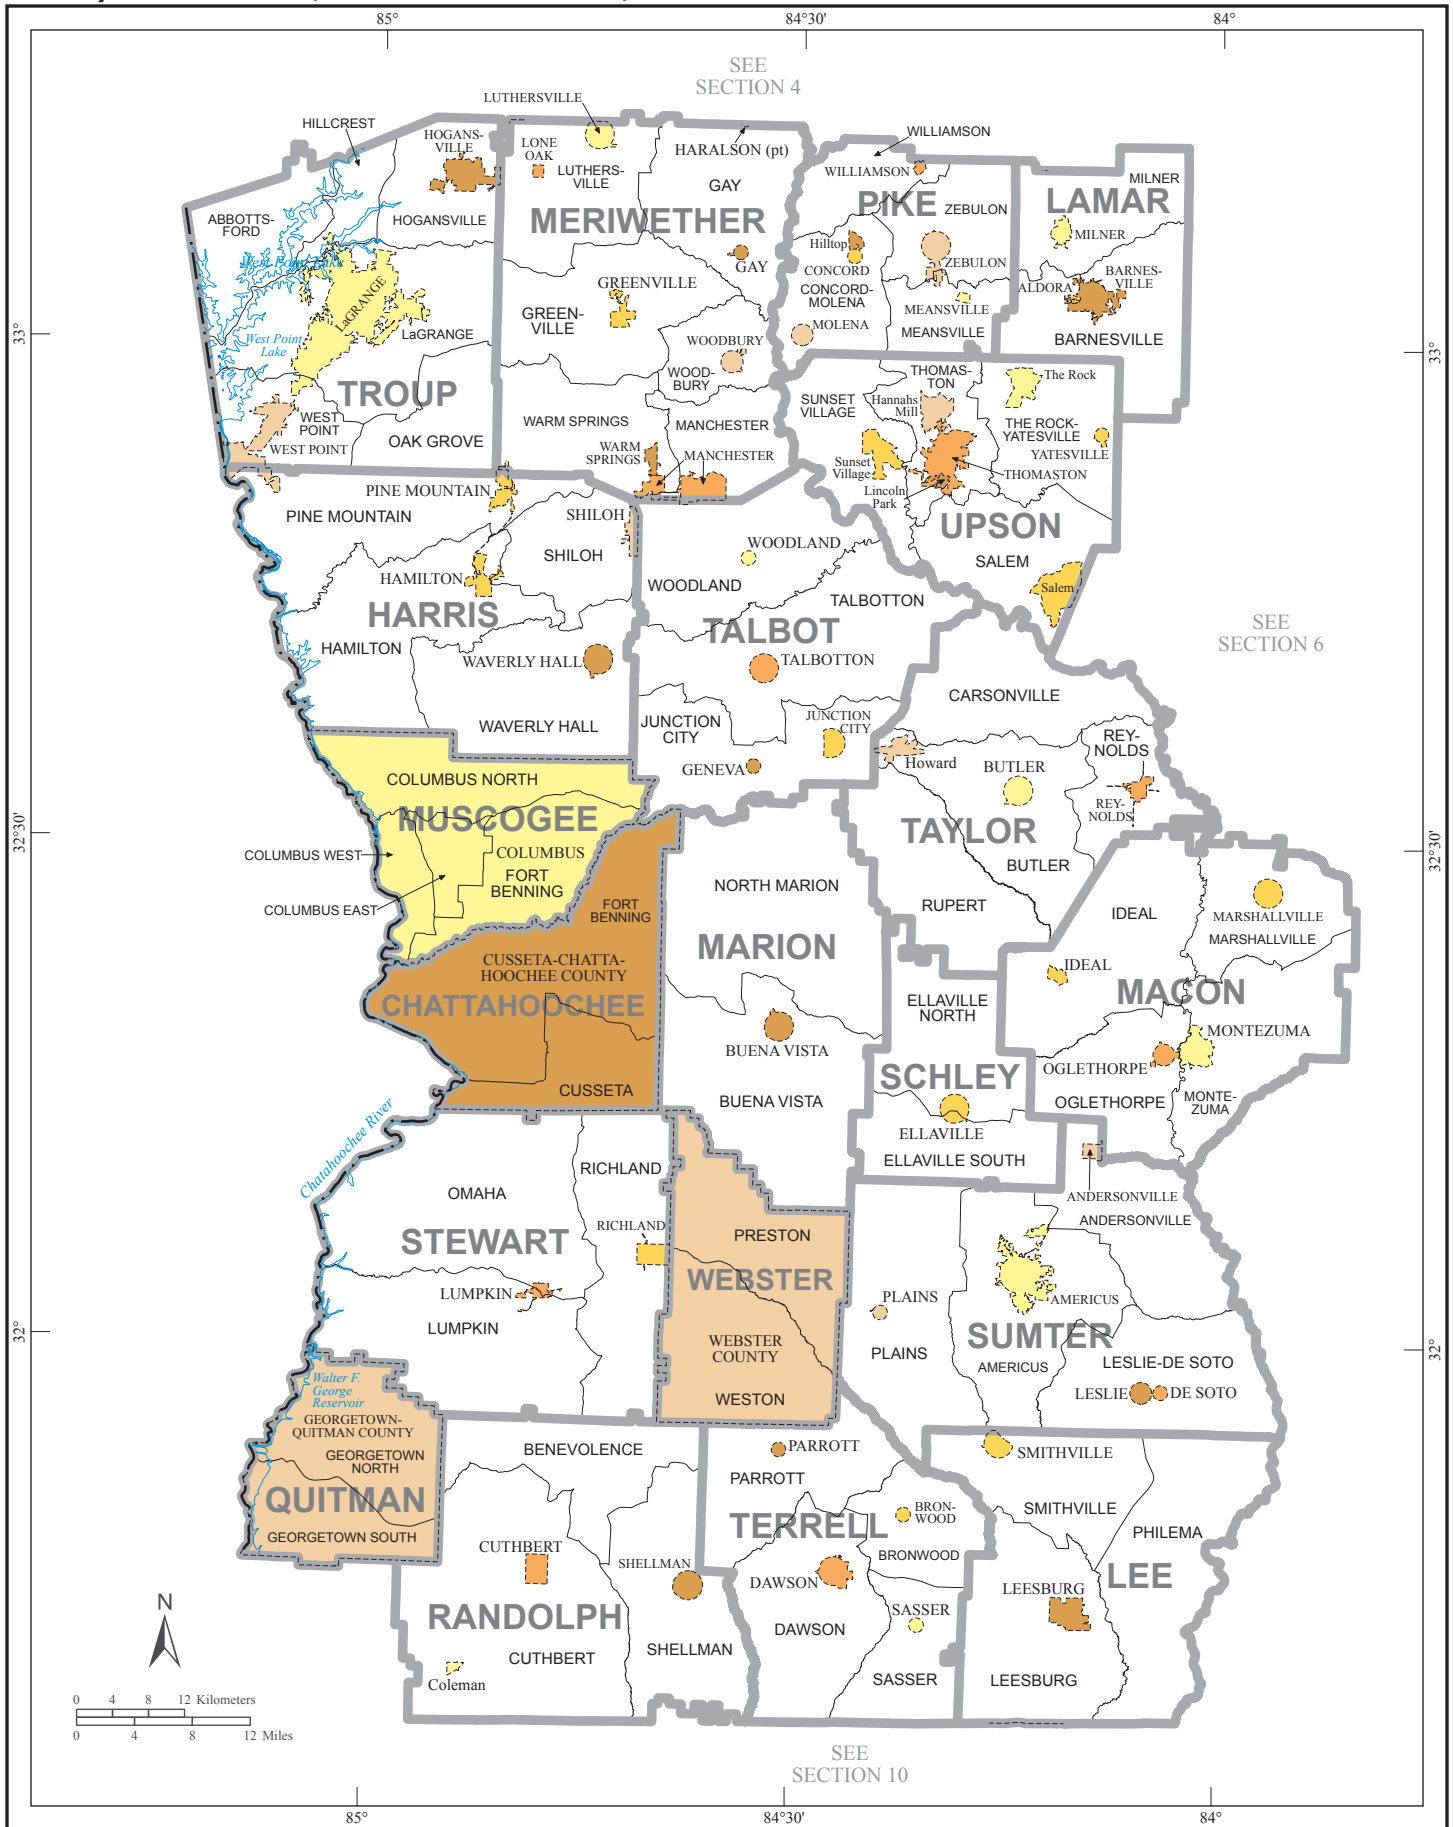 85°
84°30'
84°
SEE
SECTION 4
LUTHERSVILLE
HILLCREST
HOGANS-
VILLE
LONE
OAK
LUTHERS-
VILLE
HARALSON (pt)
GAY
WILLIAMSON
WILLIAMSON
PIKE
ZEBULON
LAMAR
MILNER
MILNER
ABBOTTS-
FORD
HOGANSVILLE
MERIWETHER
Hilltop
CONCORD
CONCORD-
MOLENA
ZEBULON
GAY
West Point Lake
LaGRANGE
GREENVILLE
GREEN-
VILLE
MEANSVILLE
MEANSVILLE
MOLENA
ALDORA
BARNES-
VILLE
BARNESVILLE
33°
33°
West Point
Lake
LaGRANGE
WOODBURY
WOOD-
BURY
TROUP
WEST
POINT
WEST POINT
OAK GROVE
WARM SPRINGS
MANCHESTER
WARM
SPRINGS
MANCHESTER
SUNSET
VILLAGE
THOMAS-
TON
Hannahs
Mill
The Rock
THE ROCK-
YATESVILLE
YATESVILLE
Sunset
Village
THOMASTON
Lincoln
Park
UPSON
SALEM
Salem
PINE MOUNTAIN
PINE MOUNTAIN
SHILOH
SHILOH
HAMILTON
HARRIS
HAMILTON
WOODLAND
WOODLAND
TALBOTTON
TALBOT
TALBOTTON
WAVERLY HALL
WAVERLY HALL
SEE
SECTION 6
JUNCTION
CITY
JUNCTION
CITY
GENEVA
CARSONVILLE
Howard
BUTLER
REY-
NOLDS
REY-
NOLDS
TAYLOR
BUTLER
RUPERT
COLUMBUS NORTH
MUSCOGEE
32°30'
32°30'
COLUMBUS WEST
COLUMBUS
FORT
BENNING
COLUMBUS EAST
FORT
BENNING
NORTH MARION
MARION
IDEAL
MARSHALLVILLE
MARSHALLVILLE
CUSSETA-CHATTA-
HOOCHEE COUNTY
CHATTAHOOCHEE
CUSSETA
IDEAL
MACON
ELLAVILLE
NORTH
BUENA VISTA
BUENA VISTA
MONTEZUMA
OGLETHORPE
OGLETHORPE
MONTE-
ZUMA
SCHLEY
ELLAVILLE
ELLAVILLE SOUTH
Chattahoochee River
RICHLAND
OMAHA
RICHLAND
STEWART
LUMPKIN
LUMPKIN
ANDERSONVILLE
ANDERSONVILLE
PRESTON
WEBSTER
WEBSTER
COUNTY
WESTON
PLAINS
PLAINS
AMERICUS
SUMTER
AMERICUS
LESLIE-DE SOTO
LESLIE
DE SOTO
32°
32°
Walter F.
George
Reservoir
GEORGETOWN-
QUITMAN COUNTY
GEORGETOWN
NORTH
QUITMAN
GEORGETOWN SOUTH
BENEVOLENCE
PARROTT
PARROTT
SMITHVILLE
SMITHVILLE
TERRELL
BRON-
WOOD
BRONWOOD
PHILEMA
LEE
CUTHBERT
SHELLMAN
DAWSON
LEESBURG
RANDOLPH
SASSER
DAWSON
CUTHBERT
SHELLMAN
Coleman
SASSER
LEESBURG
N
0 4 8 12 Kilometers
0 4 8 12 Miles
SEE
SECTION 10
85°
84°30'
84°